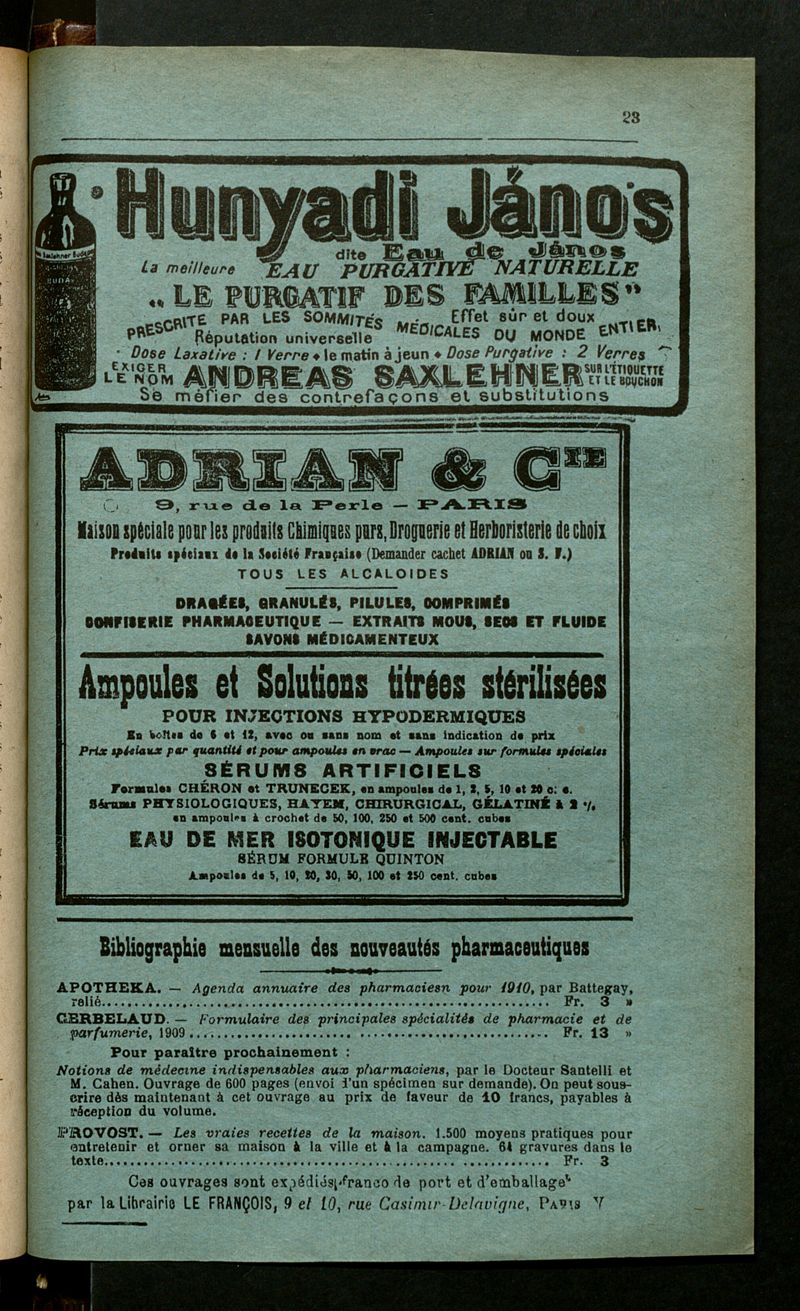 23
Hunyadi János
dite Eau de János
La meilleure EAU PURGATIVE NATURELLE
„ LE PURGATIF DES FAMILLES”
PRESCRITE PAR LES SOMMITÉS MÉDICALES DU MONDE ENTIER,
Réputation universelle - Effet sûr et doux
Dose Laxative : 1 Verre le matin à jeun Dose Purgative : 2 Verres
EXIGER LE NOM ANDREAS SAXLEHNER SUR L'ÉTIQUETTE ET LE BOUCHON
Se méfier des contrefaçons et substitutions
ADRIAN & CIE
9, rue de la Perle — PARIS
Maison spéciale pour les produits Chimiques purs, Droguerie et Herboristerie de choix
Produits spéciaux de la Société Française (Demander cachet ADRIAN ou S. F.)
TOUS LES ALCALOIDES
DRAGÉES, GRANULÉS, PILULES, COMPRIMÉS
CONFISERIE PHARMACEUTIQUE — EXTRAITS MOUS, SECS ET FLUIDE
SAVONS MÉDICAMENTEUX
Ampoules et Solutions titrées stérilisées
POUR INJECTIONS HYPODERMIQUES
En boîtes de 6 et 12, avec ou sans nom et sans indication de prix
Prix spéciaux par quantité et pour ampoules en vrac — Ampoules sur formules spéciales
SÉRUMS ARTIFICIELS
Formules CHÉRON et TRUNECEK, en ampoules de 1, 2, 5, 10 et 20 c. c.
Sérums PHYSIOLOGIQUES, HAYEM, CHIRURGICAL, GÉLATINÉ à 2 %,
en ampoules à crochet de 50, 100, 250 et 500 cent. cubes
EAU DE MER ISOTONIQUE INJECTABLE
SÉRUM FORMULE QUINTON
Ampoules de 5, 10, 20, 30, 50, 100 et 250 cent. cubes
Bibliographie mensuelle des nouveautés pharmaceutiques
APOTHEKA. — Agenda annuaire des pharmaciesn pour 1910, par Battegay,
relié.................... Fr. 3 »
GERBELAUD. — Formulaire des principales spécialités de pharmacie et de
parfumerie, 1909.................... Fr. 13 »
Pour paraître prochainement :
Notions de médecine indispensables aux pharmaciens, par le Docteur Santelli et
M. Cahen. Ouvrage de 600 pages (envoi d'un spécimen sur demande). On peut sous-
crire dès maintenant à cet ouvrage au prix de faveur de 10 francs, payables à
réception du volume.
PROVOST. — Les vraies recettes de la maison. 1.500 moyens pratiques pour
entretenir et orner sa maison à la ville et à la campagne. 64 gravures dans le
texte.................... Fr. 3
Ces ouvrages sont expédiés franco de port et d'emballage
par la Librairie LE FRANÇOIS, 9 et 10, rue Casimir-Delavigne, PARIS V